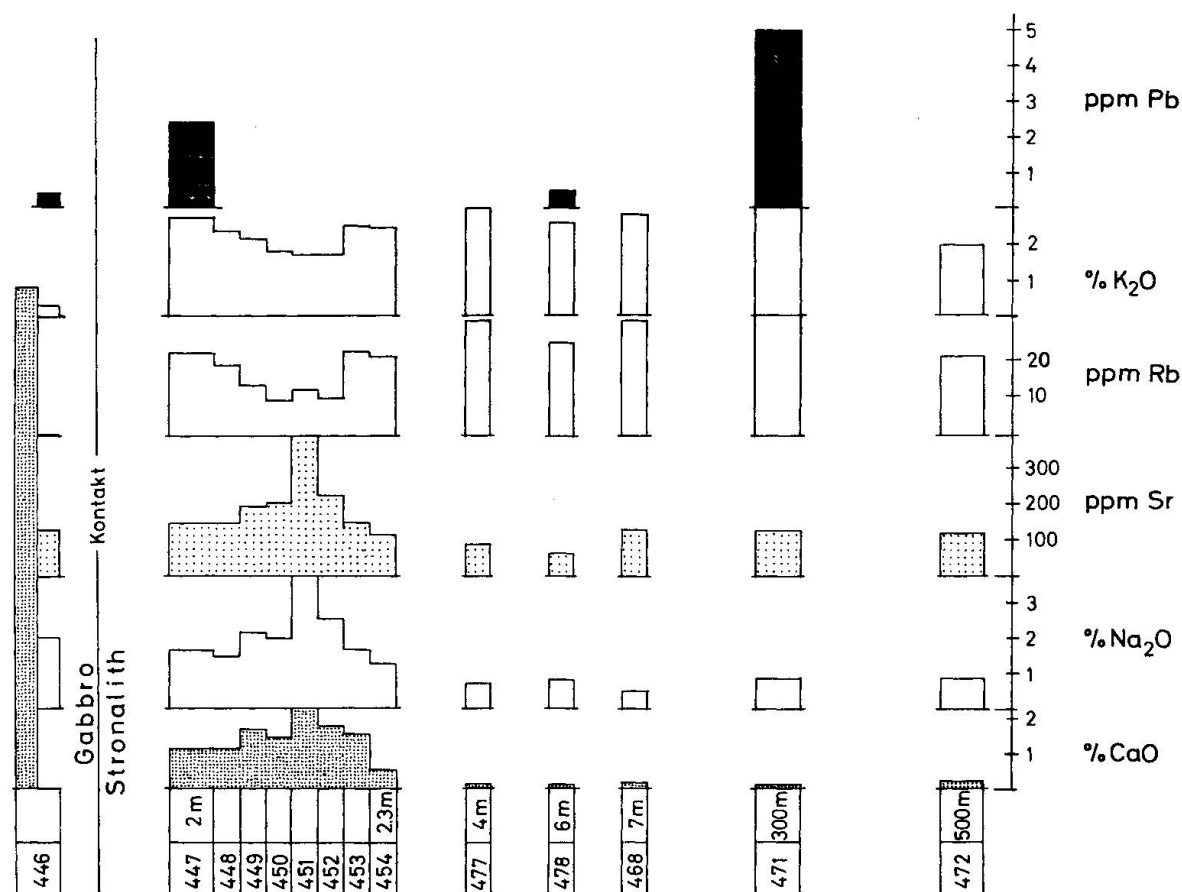 5
4
3
2
1
ppm Pb
2
1
% K₂O
20
10
ppm Rb
300
200
100
ppm Sr
3
2
1
% Na₂O
2
1
% CaO
Kontakt
Gabbro
Stronalith
2m
2.3m
4m
6m
7m
300m
500m
446
447
448
449
450
451
452
453
454
477
478
468
471
472